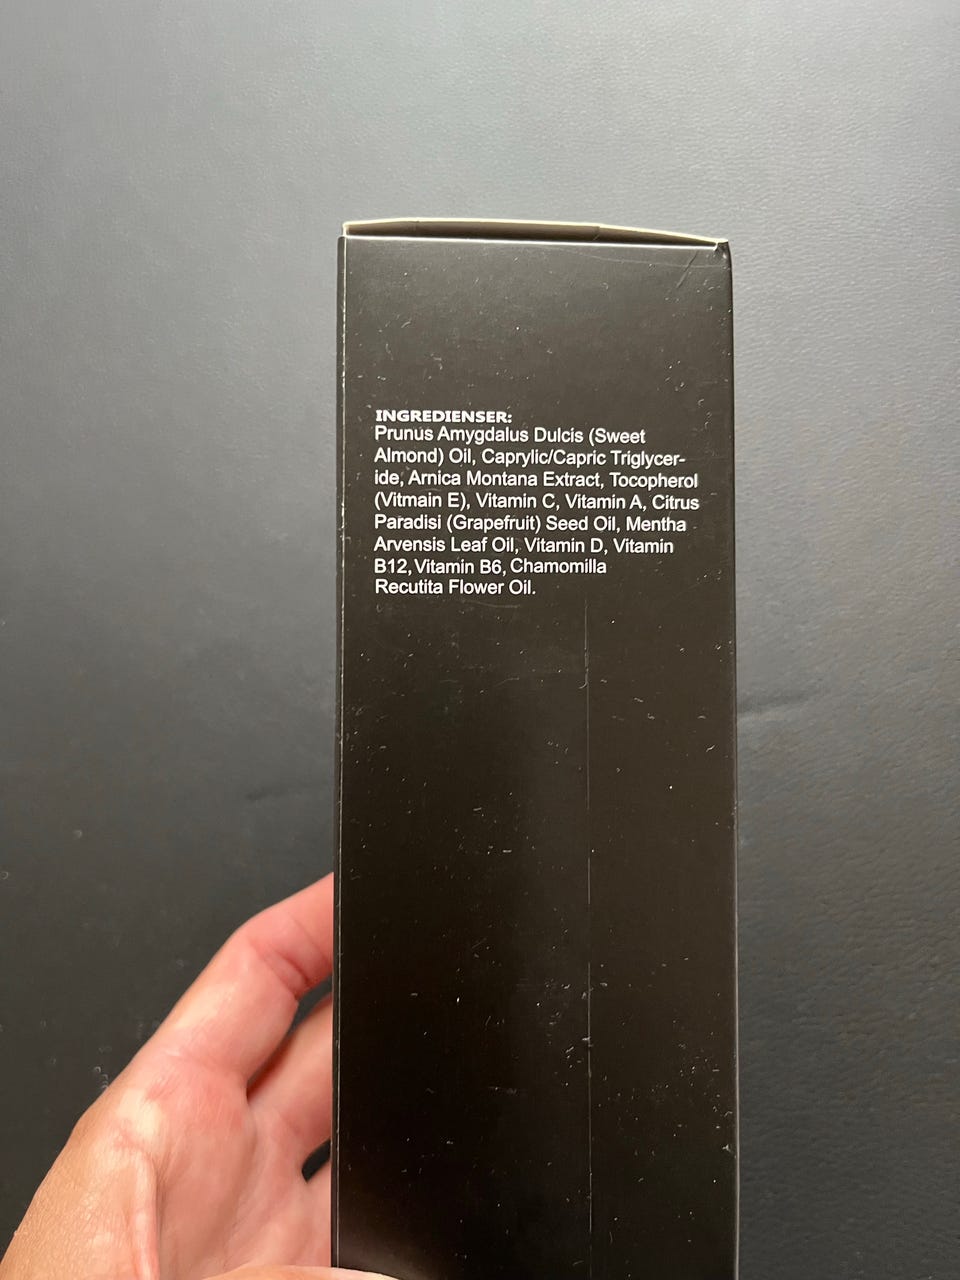 INGREDIENSER:
Prunus Amygdalus Dulcis (Sweet
Almond) Oil, Caprylic/Capric Triglycer-
ide, Arnica Montana Extract, Tocopherol
(Vitmain E), Vitamin C, Vitamin A, Citrus
Paradisi (Grapefruit) Seed Oil, Mentha
Arvensis Leaf Oil, Vitamin D, Vitamin
B12, Vitamin B6, Chamomilla
Recutita Flower Oil.